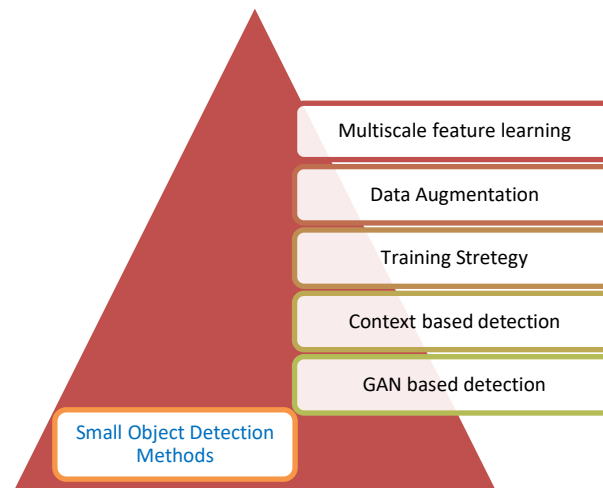 Multiscale feature learning
Data Augmentation
Training Stretegy
Context based detection
GAN based detection
Small Object Detection
Methods